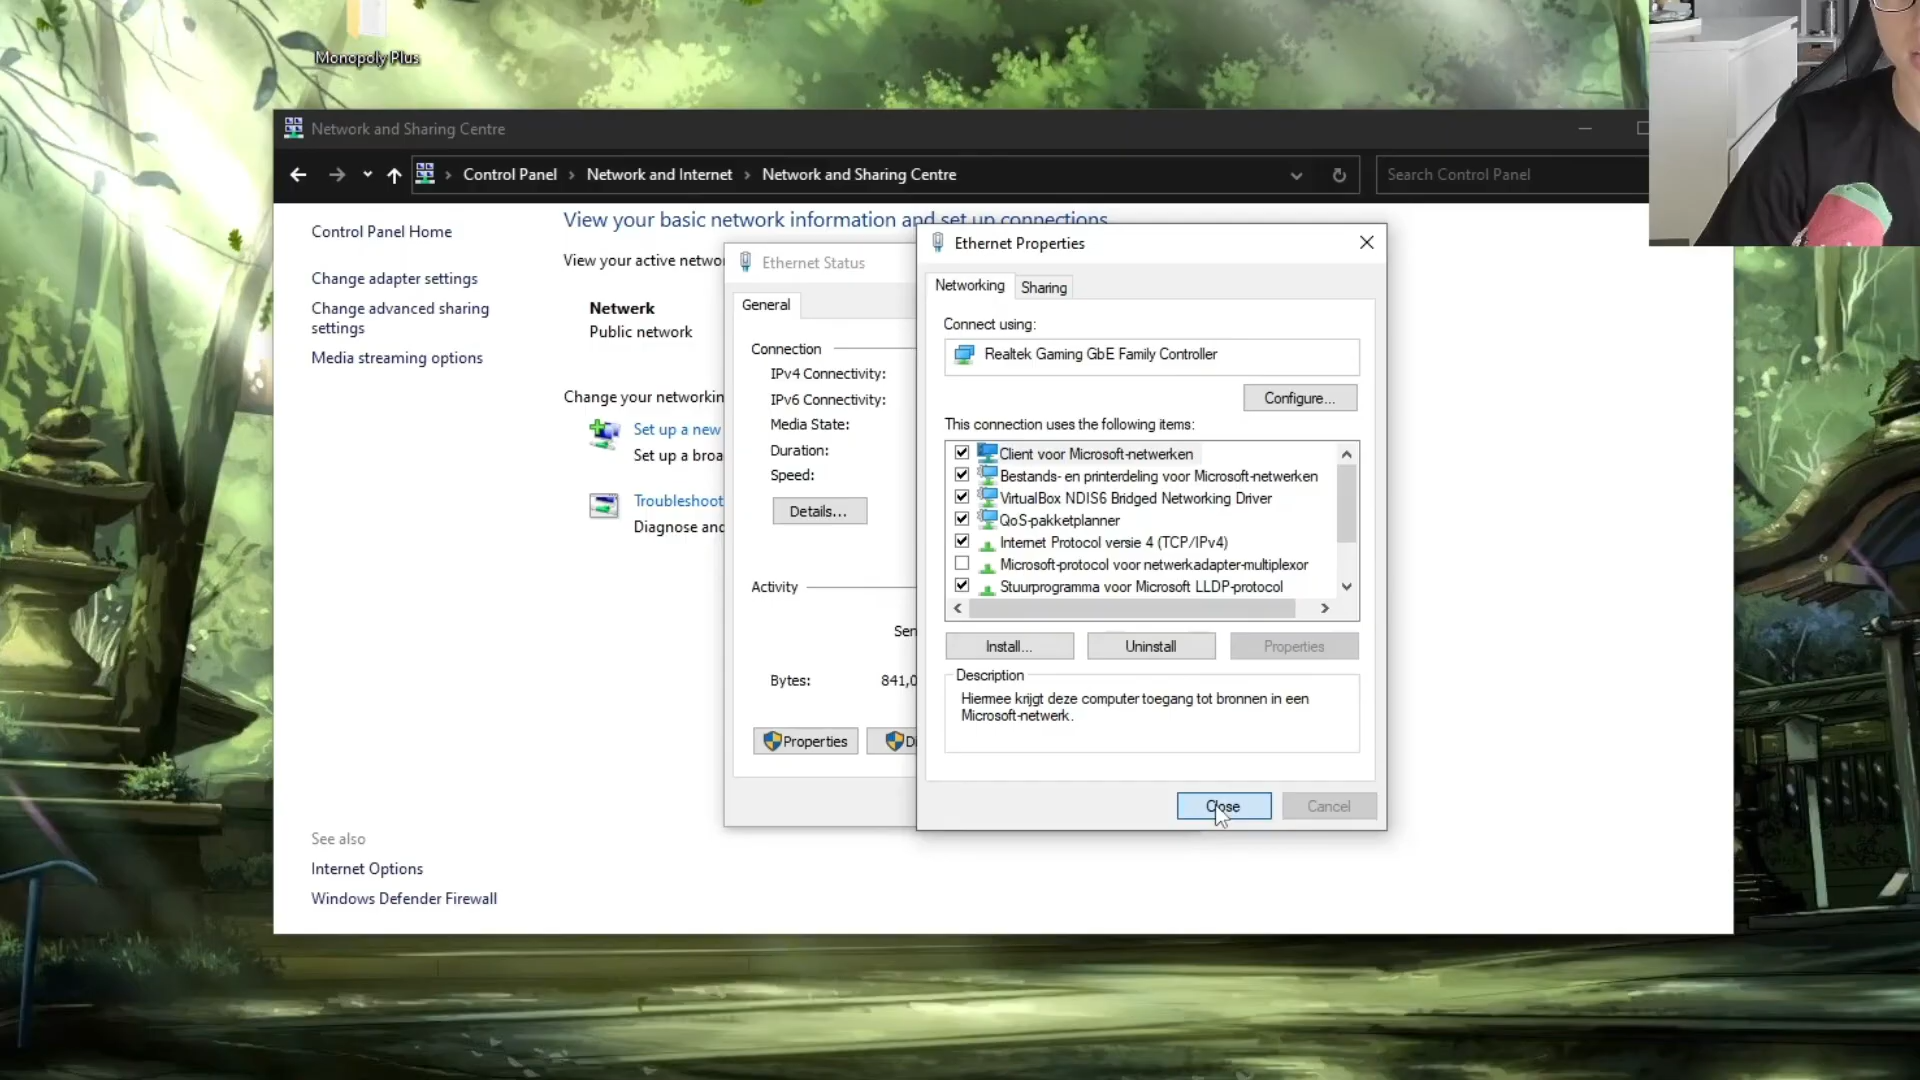 Monopoly Plus
Network and Sharing Centre
Control Panel > Network and Internet > Network and Sharing Centre
Search Control Panel
Control Panel Home
Change adapter settings
Change advanced sharing
settings
Media streaming options
See also
Internet Options
Windows Defender Firewall
View your basic network information and set up connections
View your active netwo
Netwerk
Public network
Change your networkin
Set up a new
Set up a broa
Troubleshoot
Diagnose and
Ethernet Status
General
Connection
IPv4 Connectivity:
IPv6 Connectivity:
Media State:
Duration:
Speed:
Details...
Activity
Sen
Bytes: 841,0
Properties
Di
Ethernet Properties
Networking Sharing
Connect using:
Realtek Gaming GbE Family Controller
Configure...
This connection uses the following items:
Client voor Microsoft-netwerken
Bestands- en printerdeling voor Microsoft-netwerken
VirtualBox NDIS6 Bridged Networking Driver
QoS-pakketplanner
Internet Protocol versie 4 (TCP/IPv4)
Microsoft-protocol voor netwerkadapter-multiplexor
Stuurprogramma voor Microsoft LLDP-protocol
Install... Uninstall Properties
Description
Hiermee krijgt deze computer toegang tot bronnen in een
Microsoft-netwerk.
Close Cancel